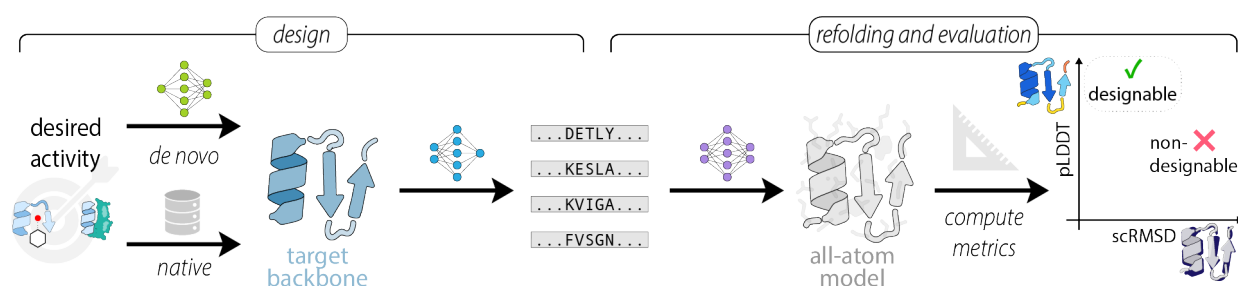 design
refolding and evaluation
desired
activity
de novo
native
target
backbone
...DETLY...
...KESLA...
...KVIGA...
...FVSGN...
all-atom
model
compute
metrics
pLDDT
designable
non-
designable
scRMSD